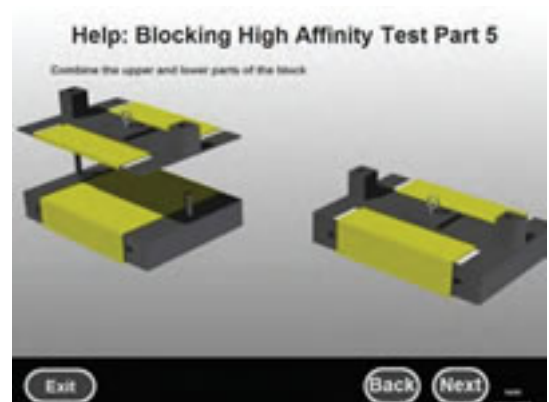 Help: Blocking High Affinity Test Part 5
Combine the upper and lower parts of the block
Exit
Back
Next